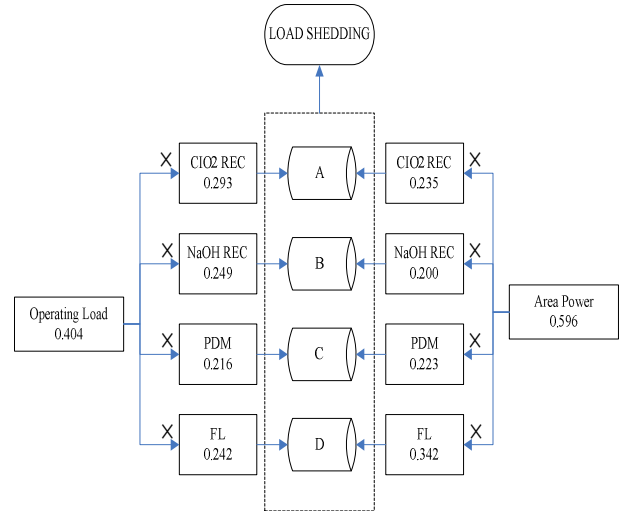 LOAD SHEDDING
X
ClO2 REC
0.293
A
ClO2 REC
0.235
X
X
NaOH REC
0.249
B
NaOH REC
0.200
X
Operating Load
0.404
Area Power
0.596
X
PDM
0.216
C
PDM
0.223
X
X
FL
0.242
D
FL
0.342
X